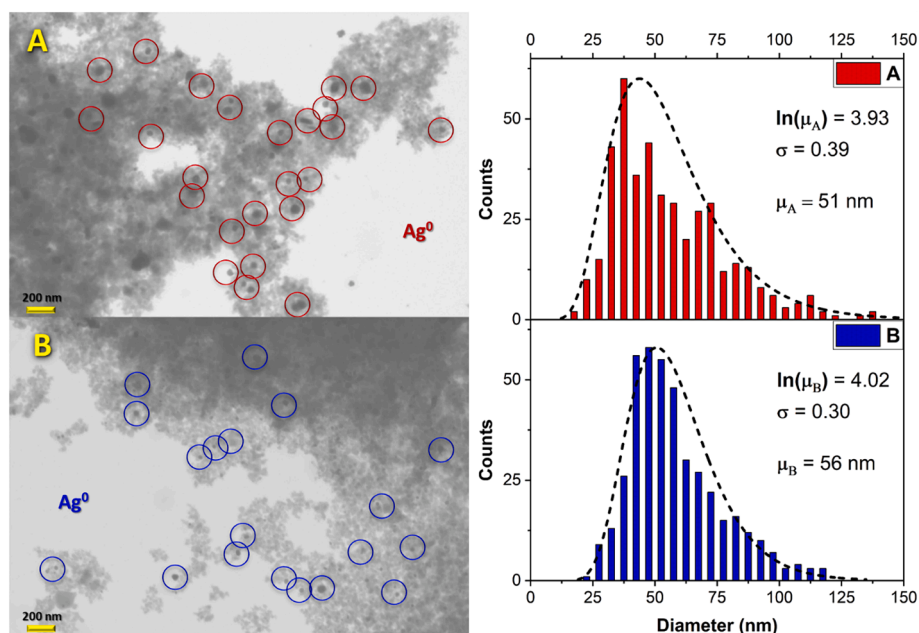 A
Ag⁰
200 nm
B
Ag⁰
200 nm
0 25 50 75 100 125 150
A
ln(μA) = 3.93
σ = 0.39
μA = 51 nm
Counts
50
25
0
B
ln(μB) = 4.02
σ = 0.30
μB = 56 nm
Counts
50
25
0
0 25 50 75 100 125 150
Diameter (nm)